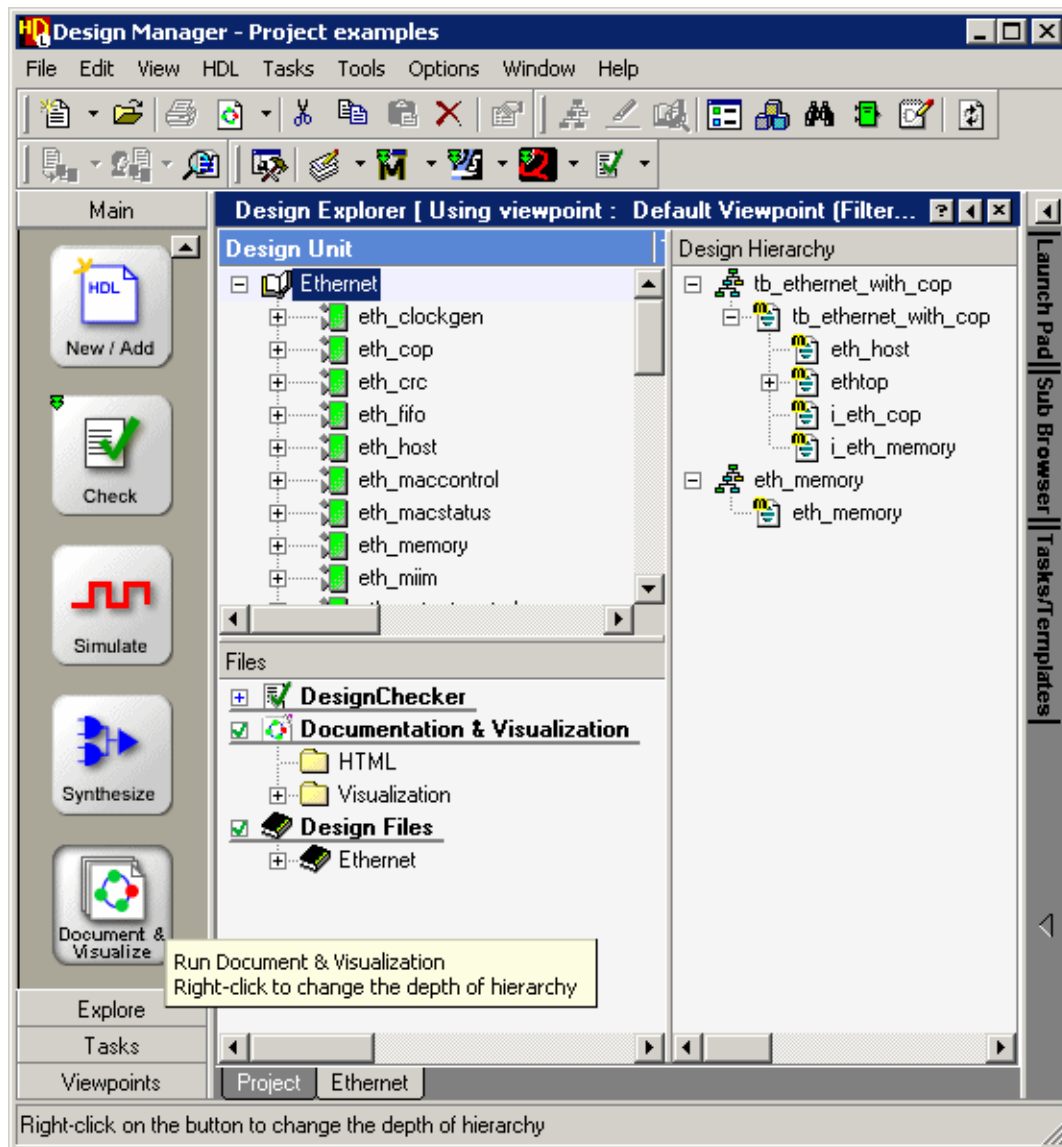 Design Manager - Project examples
File Edit View HDL Tasks Tools Options Window Help
Main
HDL
New / Add
Check
Simulate
Synthesize
Document & Visualize
Explore
Tasks
Viewpoints
Design Explorer [ Using viewpoint : Default Viewpoint (Filter...
Design Unit
Ethernet
eth_clockgen
eth_cop
eth_crc
eth_fifo
eth_host
eth_maccontrol
eth_macstatus
eth_memory
eth_miim
Files
DesignChecker
Documentation & Visualization
HTML
Visualization
Design Files
Ethernet
Run Document & Visualization
Right-click to change the depth of hierarchy
Project Ethernet
Design Hierarchy
tb_ethernet_with_cop
tb_ethernet_with_cop
eth_host
ethtop
i_eth_cop
i_eth_memory
eth_memory
eth_memory
Launch Pad
Sub Browser
Tasks/Templates
Right-click on the button to change the depth of hierarchy